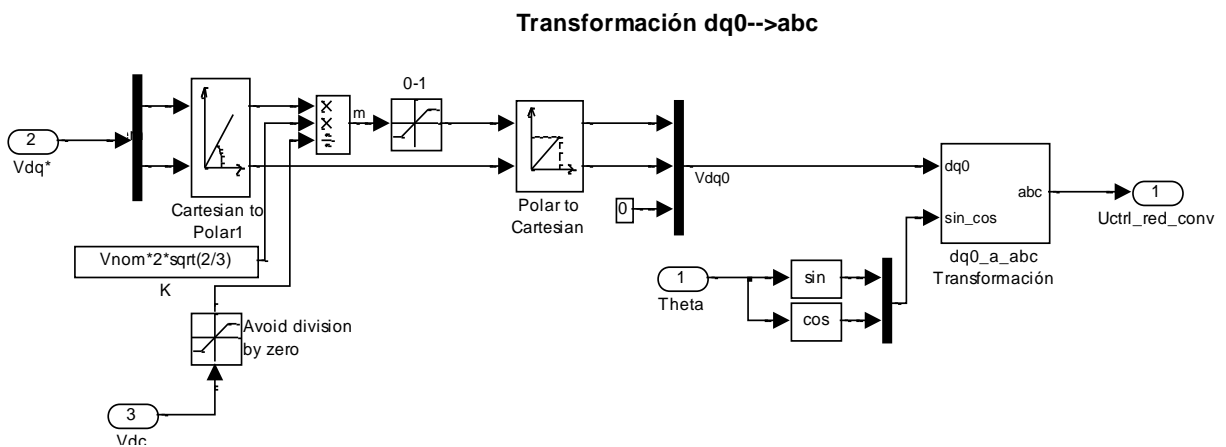 Transformación dq0-->abc
0-1
x
x
÷
m
2
Vdq*
Cartesian to
Polar1
Polar to
Cartesian
0
Vdq0
dq0
abc
sin_cos
dq0_a_abc
Transformación
1
Uctrl_red_conv
Vnom*2*sqrt(2/3)
K
1
Theta
sin
cos
Avoid division
by zero
3
Vdc